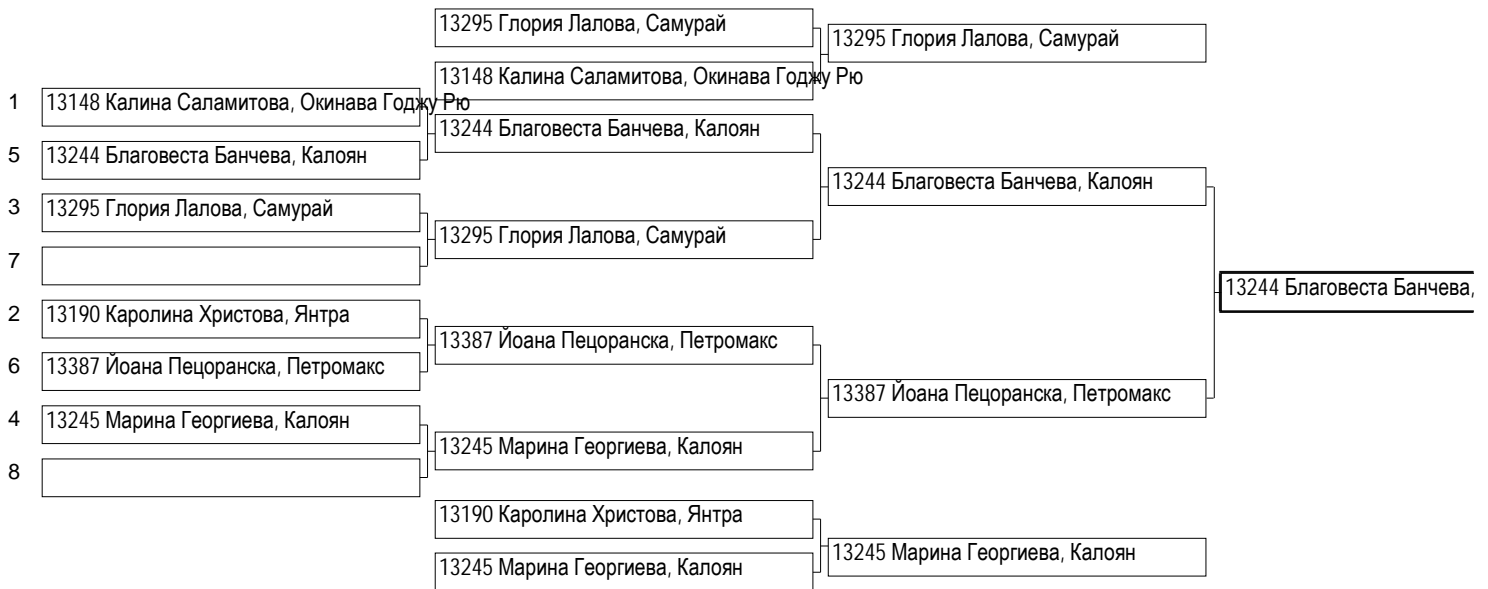 13295 Глория Лалова, Самурай
13295 Глория Лалова, Самурай
13148 Калина Саламитова, Окинава Годжу Рю
1 13148 Калина Саламитова, Окинава Годжу Рю
13244 Благовеста Банчева, Калоян
5 13244 Благовеста Банчева, Калоян
13244 Благовеста Банчева, Калоян
3 13295 Глория Лалова, Самурай
13295 Глория Лалова, Самурай
7
13244 Благовеста Банчева,
2 13190 Каролина Христова, Янтра
13387 Йоана Пецоранска, Петромакс
6 13387 Йоана Пецоранска, Петромакс
13387 Йоана Пецоранска, Петромакс
4 13245 Марина Георгиева, Калоян
13245 Марина Георгиева, Калоян
8
13190 Каролина Христова, Янтра
13245 Марина Георгиева, Калоян
13245 Марина Георгиева, Калоян